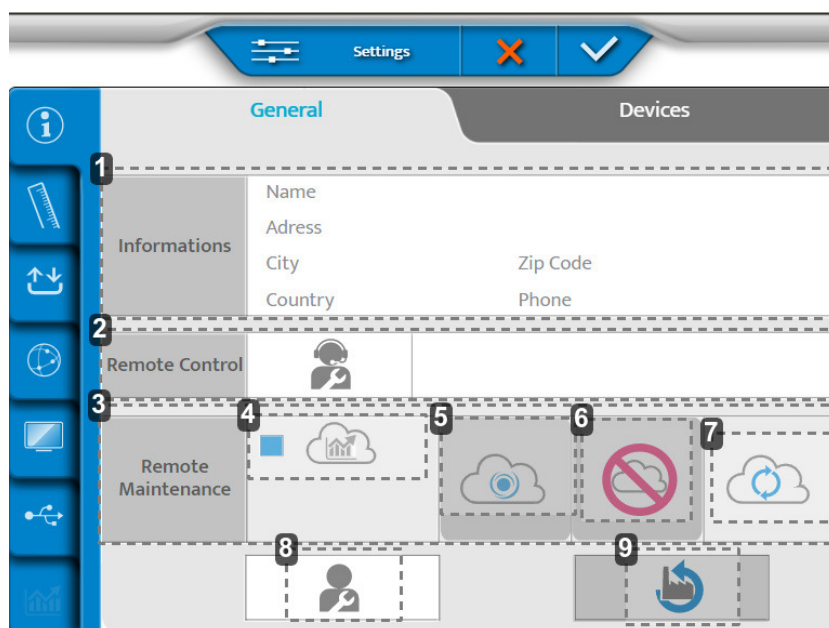 Settings
General
Devices
1
Informations
Name
Adress
City
Zip Code
Country
Phone
2
Remote Control
3
4
5
6
7
Remote
Maintenance
8
9